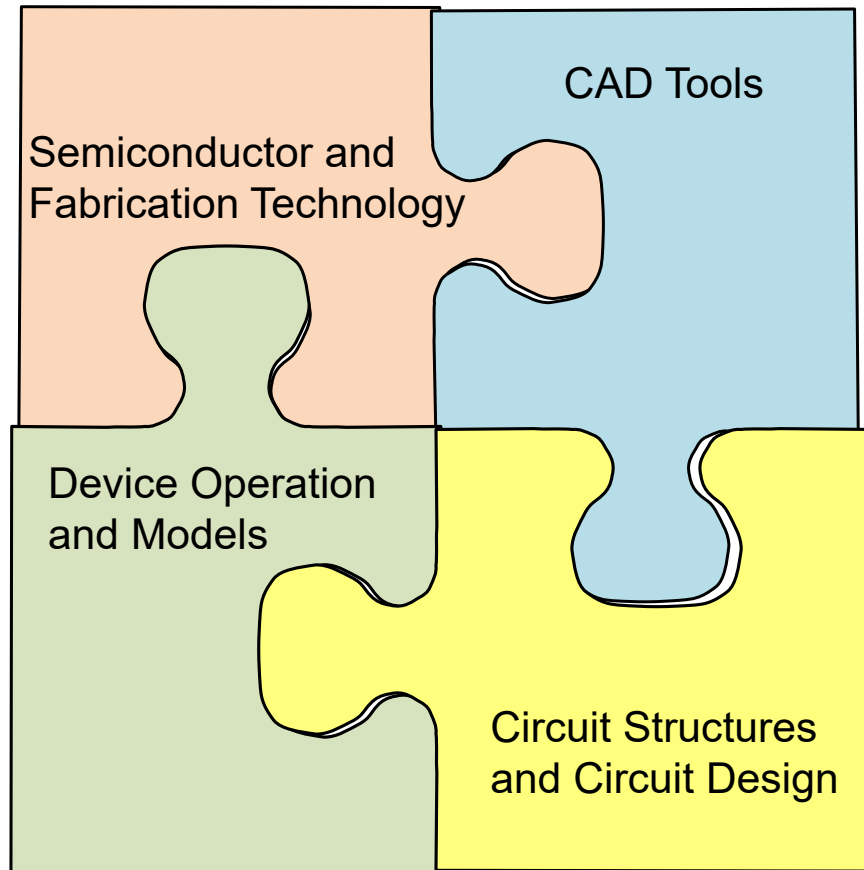 CAD Tools
Semiconductor and
Fabrication Technology
Device Operation
and Models
Circuit Structures
and Circuit Design